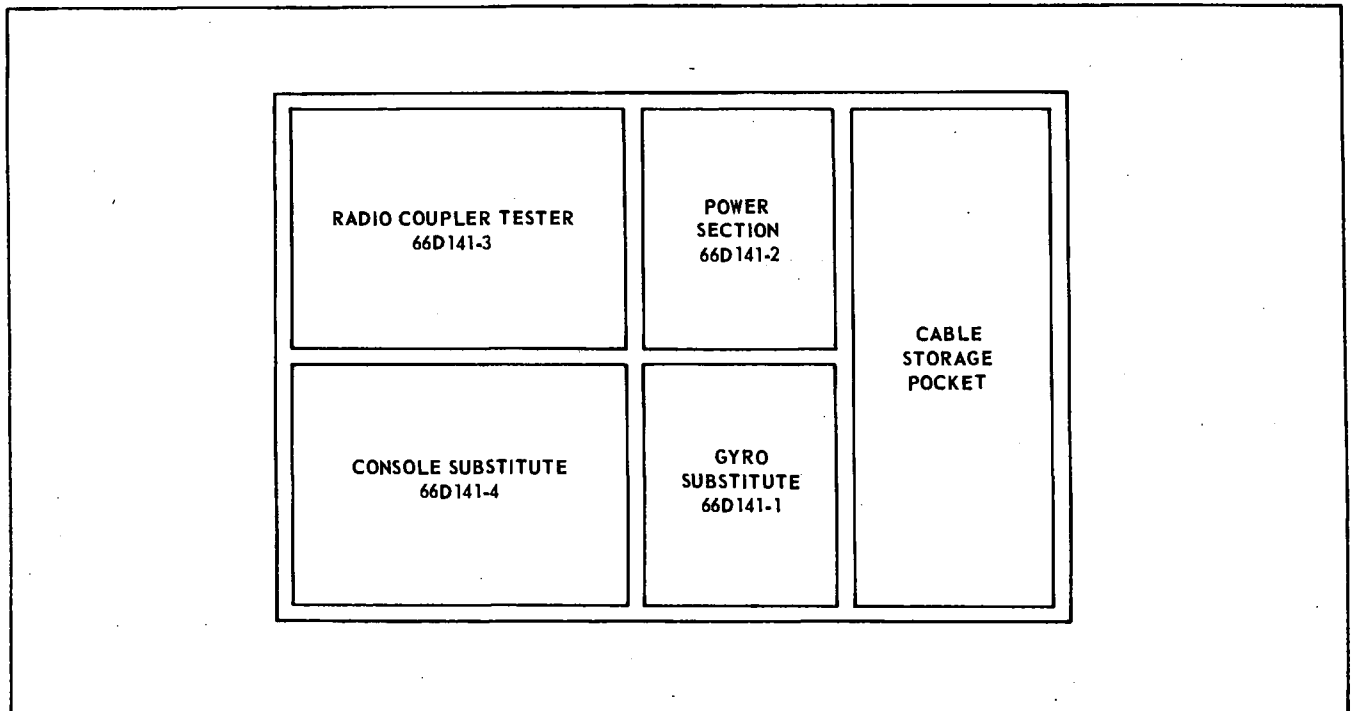 RADIO COUPLER TESTER
66D141-3
POWER
SECTION
66D141-2
CABLE
STORAGE
POCKET
CONSOLE SUBSTITUTE
66D141-4
GYRO
SUBSTITUTE
66D141-1